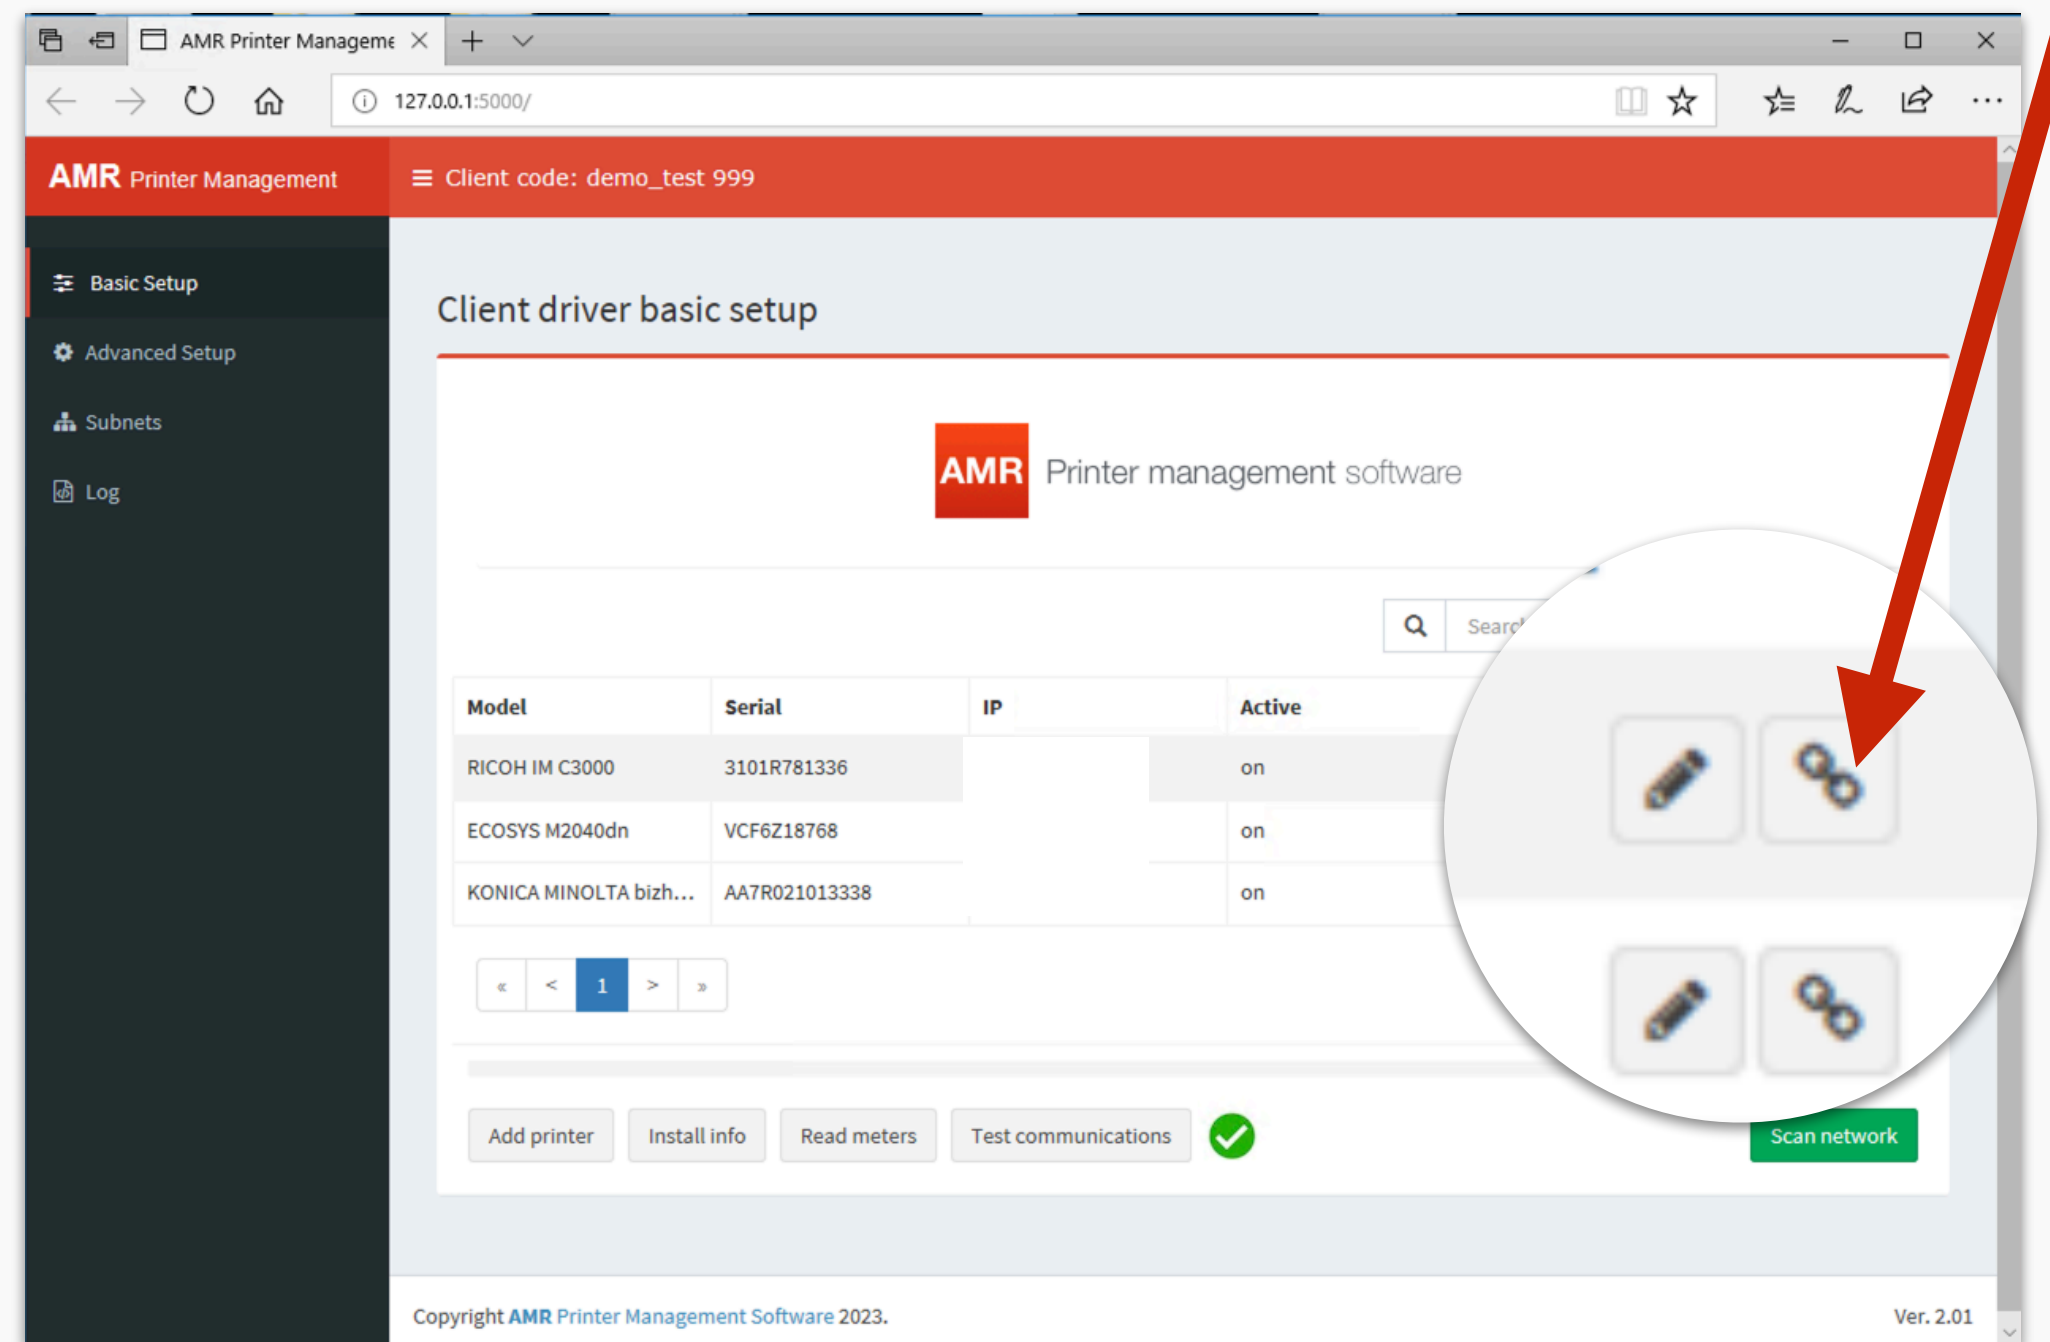 AMR Printer Manageme
127.0.0.1:5000/
AMR Printer Management
Client code: demo_test 999
Basic Setup
Advanced Setup
Subnets
Log
Client driver basic setup
AMR Printer management software
Search
Model Serial IP Active
RICOH IM C3000 3101R781336 on
ECOSYS M2040dn VCF6Z18768 on
KONICA MINOLTA bizh... AA7R021013338 on
« < 1 > »
Add printer Install info Read meters Test communications Scan network
Copyright AMR Printer Management Software 2023. Ver. 2.01